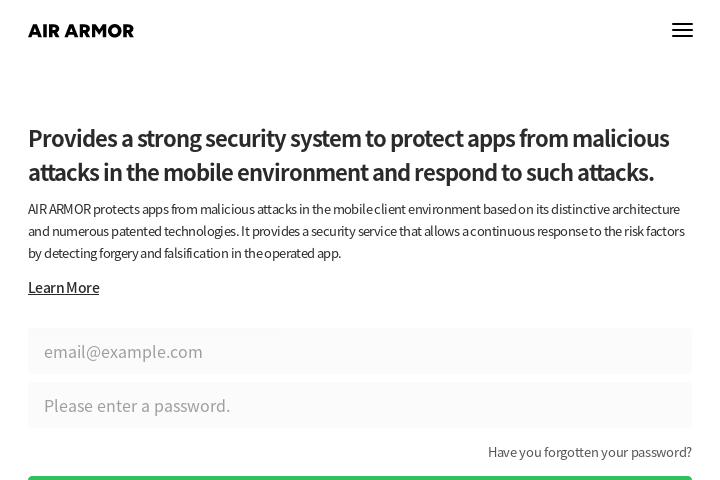 AIR ARMOR
Provides a strong security system to protect apps from malicious
attacks in the mobile environment and respond to such attacks.
AIR ARMOR protects apps from malicious attacks in the mobile client environment based on its distinctive architecture
and numerous patented technologies. It provides a security service that allows a continuous response to the risk factors
by detecting forgery and falsification in the operated app.
Learn More
email@example.com
Please enter a password.
Have you forgotten your password?